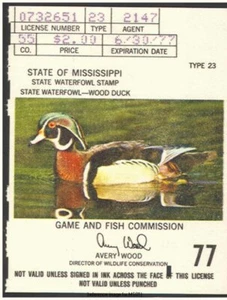 0732651 23 2147
LICENSE NUMBER TYPE AGENT
55 $2.00 6/30/77
CO. PRICE EXPIRATION DATE
TYPE 23
STATE OF MISSISSIPPI
STATE WATERFOWL STAMP
STATE WATERFOWL—WOOD DUCK
GAME AND FISH COMMISSION
Avery Wood
AVERY WOOD
DIRECTOR OF WILDLIFE CONSERVATION
77
NOT VALID UNLESS SIGNED IN INK ACROSS THE FACE OF THIS LICENSE
NOT VALID UNLESS PUNCHED